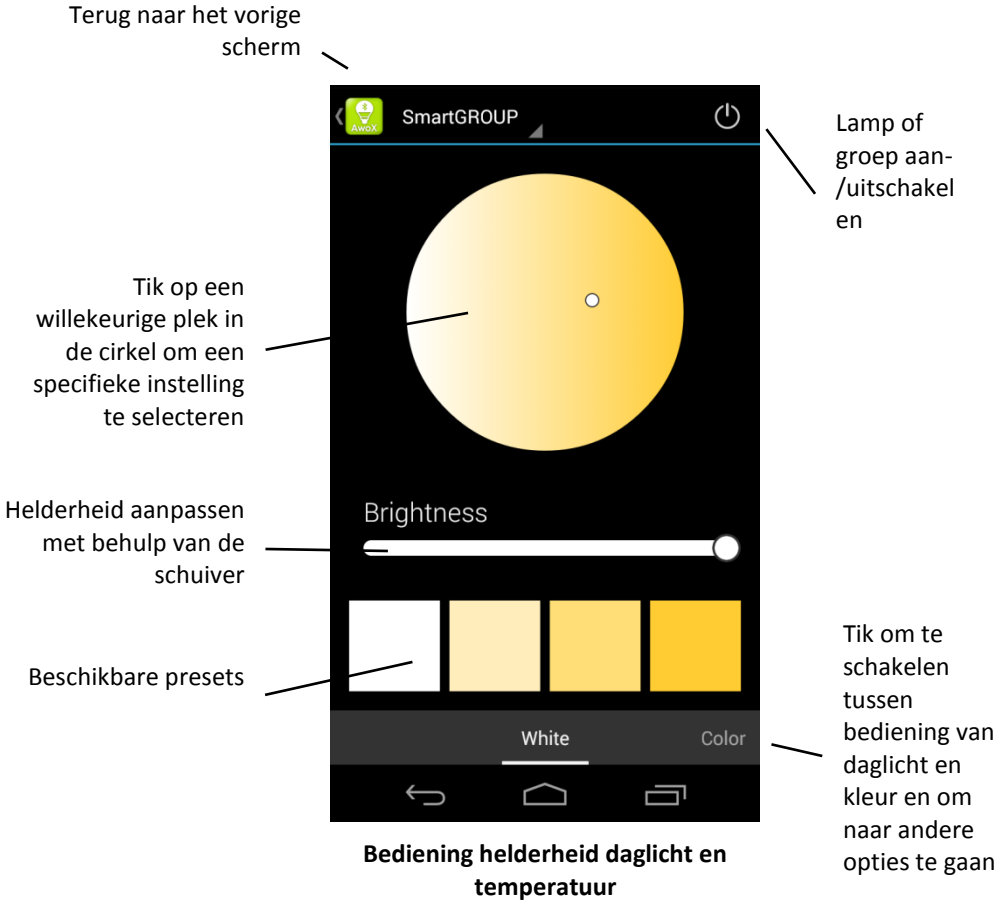 Terug naar het vorige
scherm
AwoX
SmartGROUP
Lamp of
groep aan-
/uitschakel
en
Tik op een
willekeurige plek in
de cirkel om een
specifieke instelling
te selecteren
Helderheid aanpassen
met behulp van de
schuiver
Brightness
Beschikbare presets
Tik om te
schakelen
tussen
bediening van
daglicht en
kleur en om
naar andere
opties te gaan
White
Color
Bediening helderheid daglicht en
temperatuur